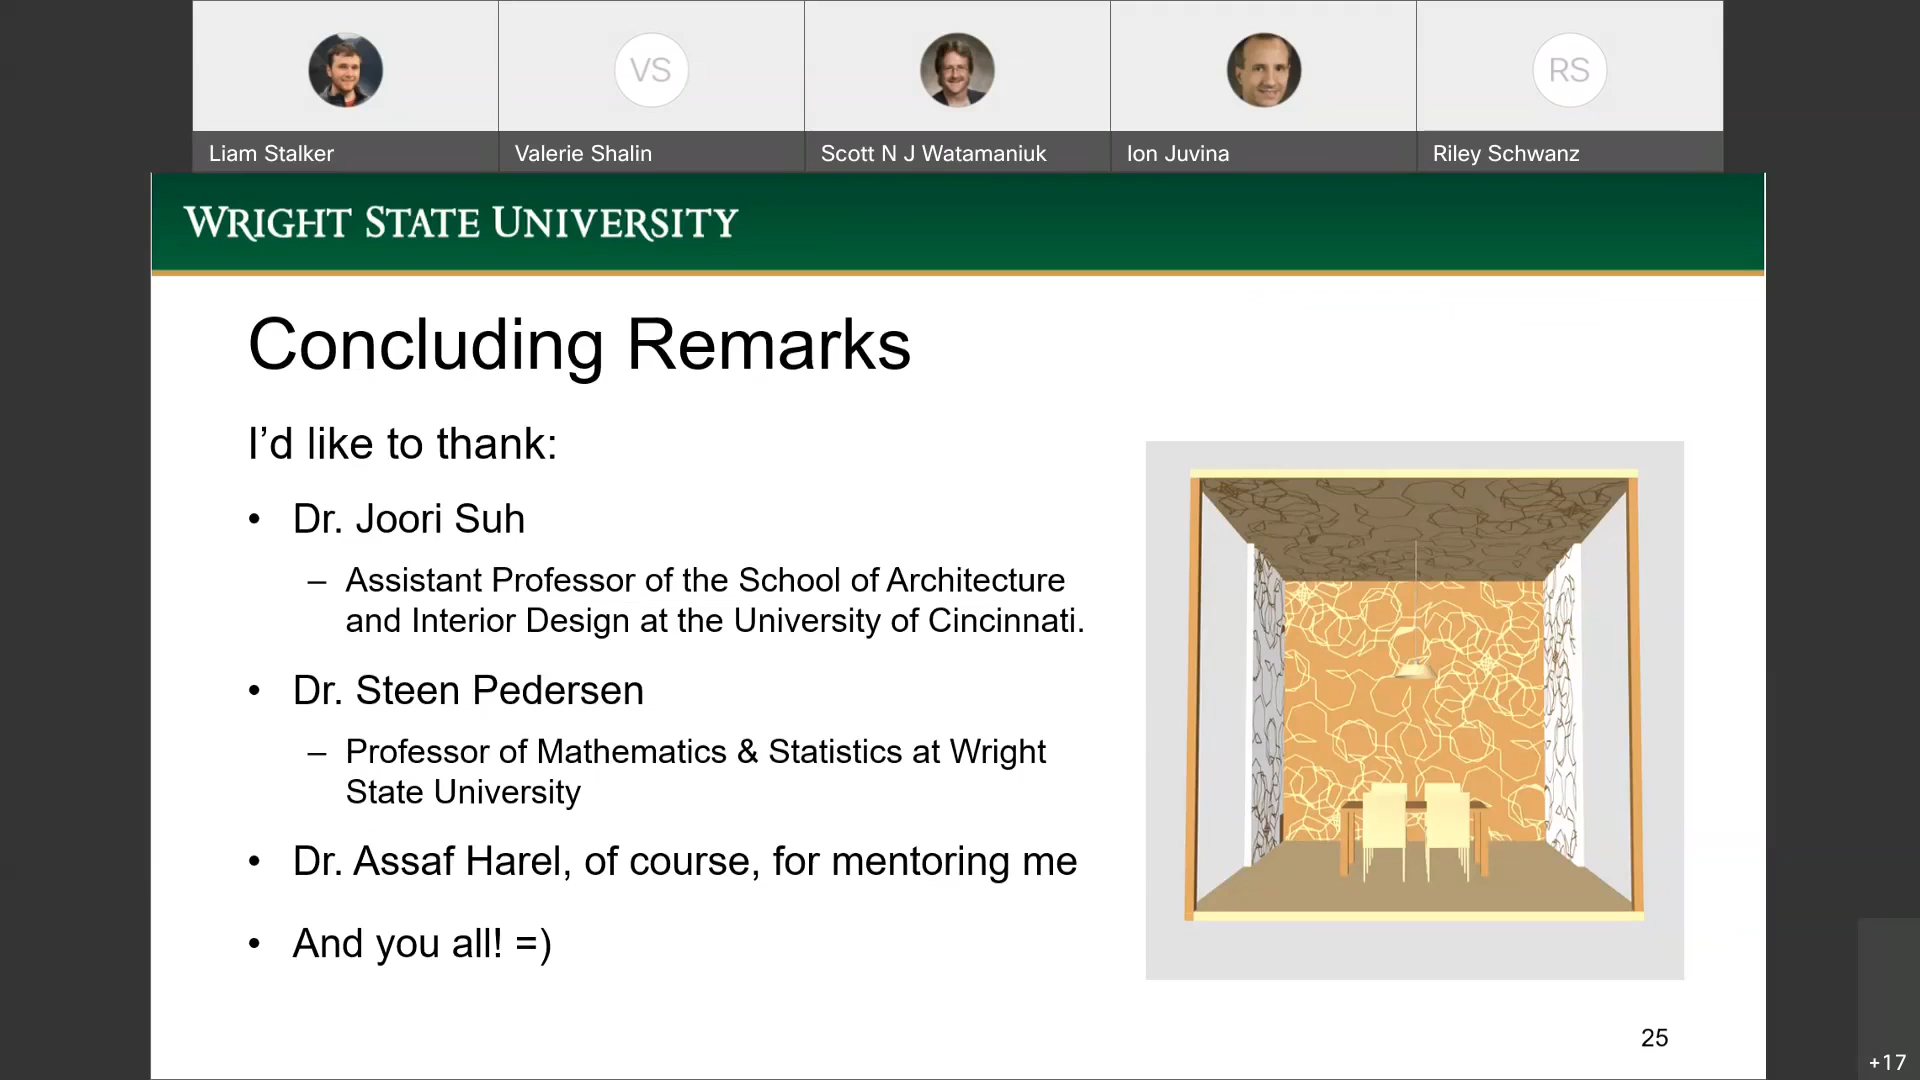 VS
RS
Liam Stalker
Valerie Shalin
Scott N J Watamaniuk
Ion Juvina
Riley Schwanz
WRIGHT STATE UNIVERSITY
Concluding Remarks
I’d like to thank:
• Dr. Joori Suh
– Assistant Professor of the School of Architecture
and Interior Design at the University of Cincinnati.
• Dr. Steen Pedersen
– Professor of Mathematics & Statistics at Wright
State University
• Dr. Assaf Harel, of course, for mentoring me
• And you all! =)
25
+17